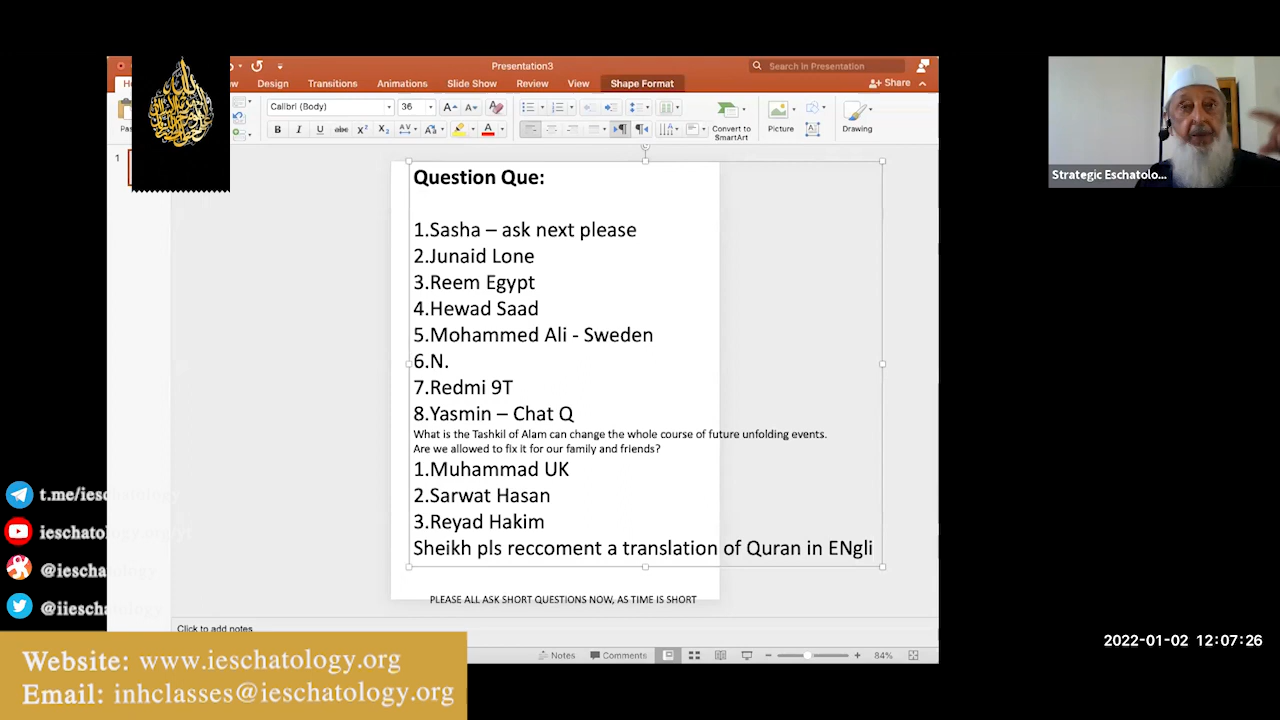 Presentation3
Search in Presentation
Design
Transitions
Animations
Slide Show
Review
View
Shape Format
Share
Calibri (Body)
36
Convert to
SmartArt
Picture
Drawing
1
Question Que:
1.Sasha – ask next please
2.Junaid Lone
3.Reem Egypt
4.Hewad Saad
5.Mohammed Ali - Sweden
6.N.
7.Redmi 9T
8.Yasmin – Chat Q
What is the Tashkil of Alam can change the whole course of future unfolding events.
Are we allowed to fix it for our family and friends?
1.Muhammad UK
2.Sarwat Hasan
3.Reyad Hakim
Sheikh pls reccoment a translation of Quran in ENgli
PLEASE ALL ASK SHORT QUESTIONS NOW, AS TIME IS SHORT
Click to add notes
Notes
Comments
84%
Strategic Eschatolo...
t.me/ieschatology
@ieschatology
@iieschatology
2022-01-02 12:07:26
Website: www.ieschatology.org
Email: inhclasses@ieschatology.org